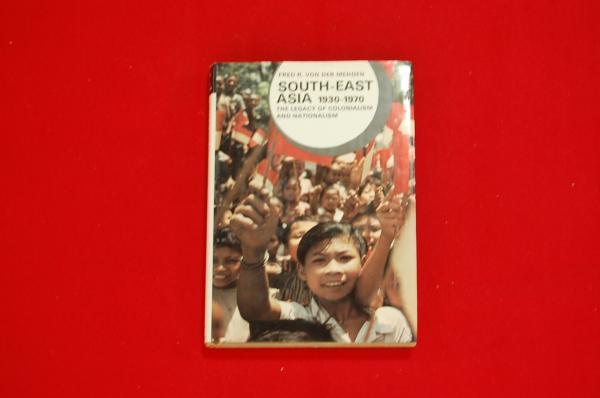 FRED R. VON DER MEHDEN
SOUTH-EAST
ASIA 1930-1970
THE LEGACY OF COLONIALISM
AND NATIONALISM